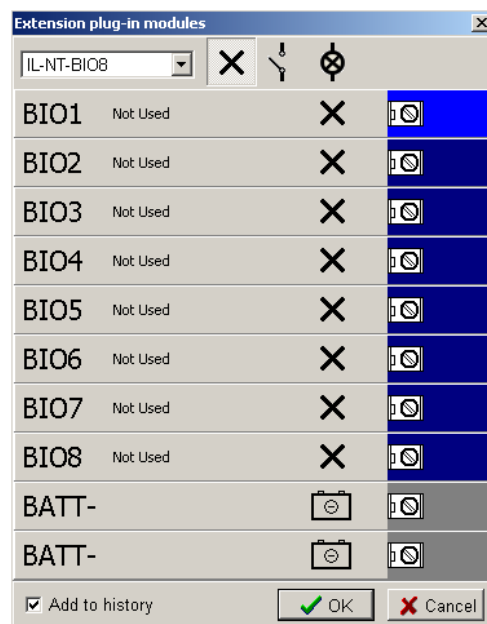 Extension plug-in modules
IL-NT-BIO8
BIO1 Not Used
BIO2 Not Used
BIO3 Not Used
BIO4 Not Used
BIO5 Not Used
BIO6 Not Used
BIO7 Not Used
BIO8 Not Used
BATT-
BATT-
Add to history OK Cancel